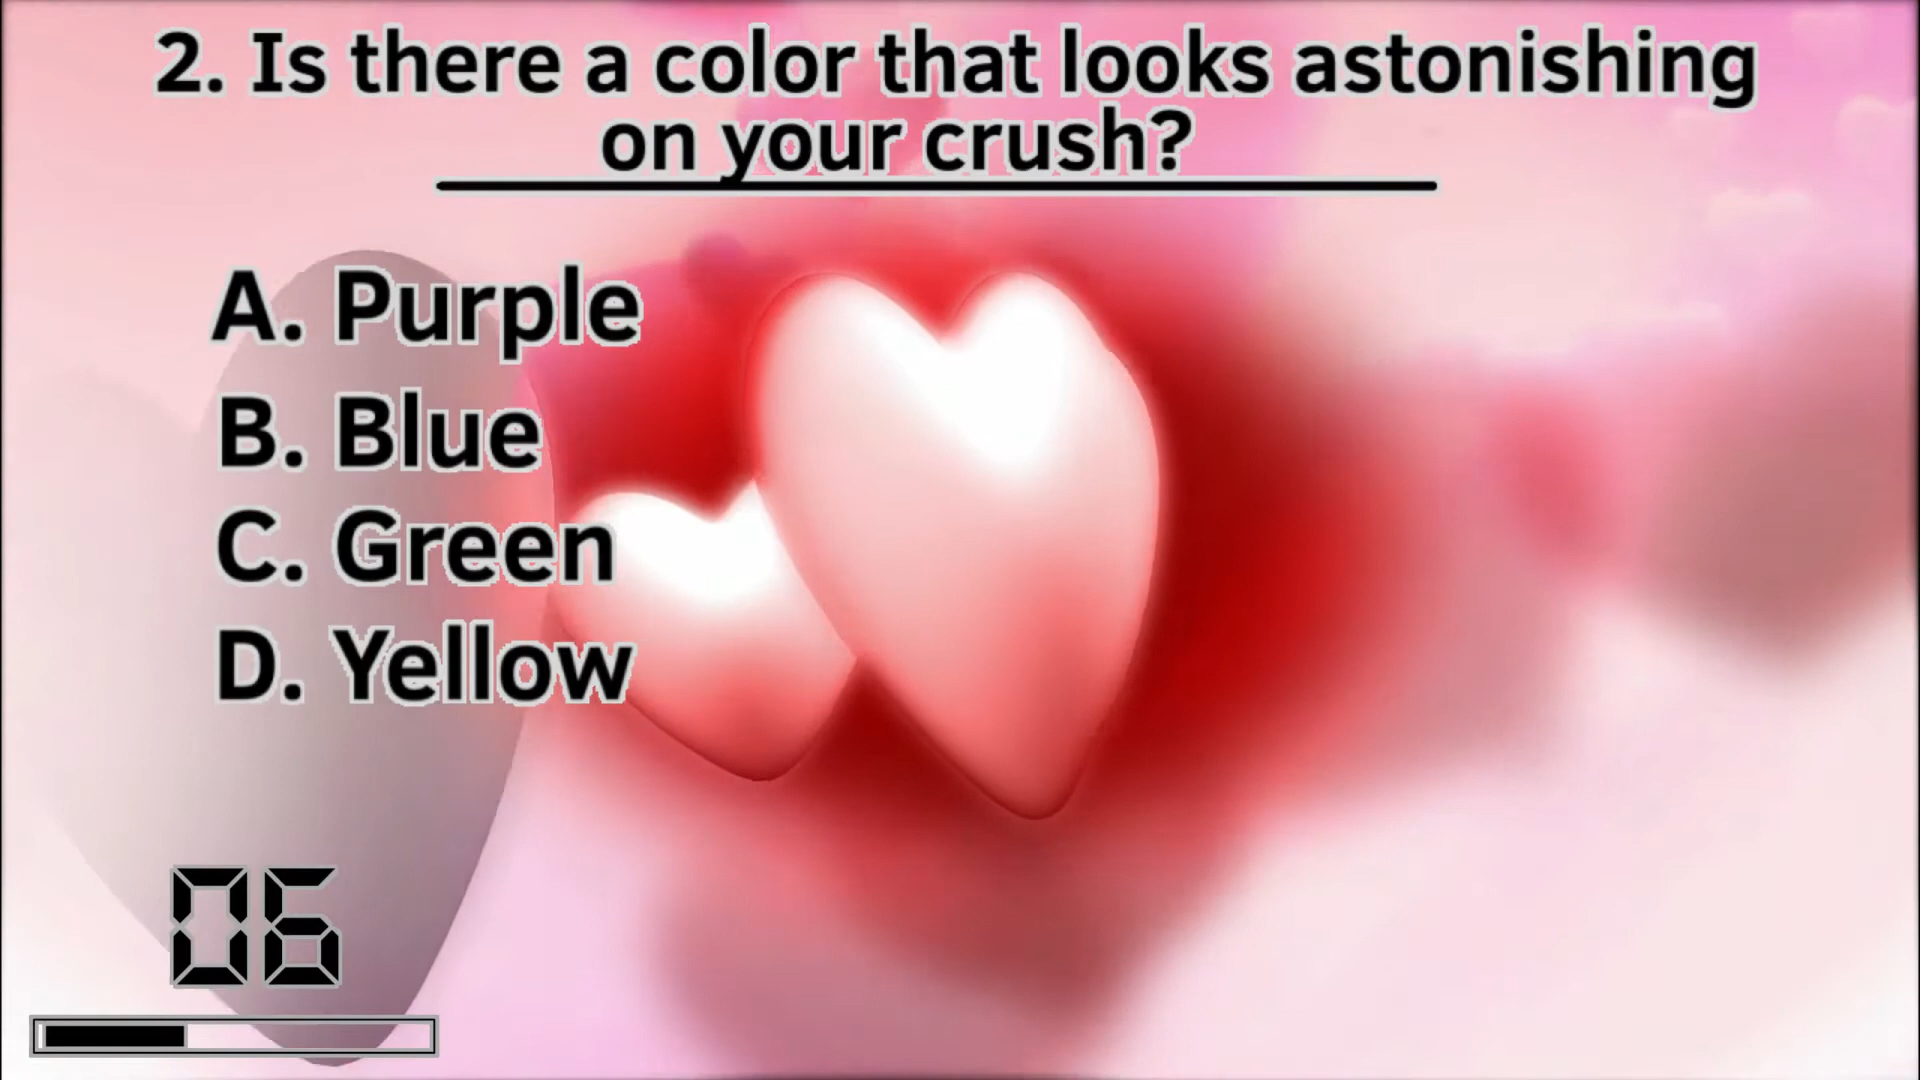 2. Is there a color that looks astonishing
on your crush?
A. Purple
B. Blue
C. Green
D. Yellow
06